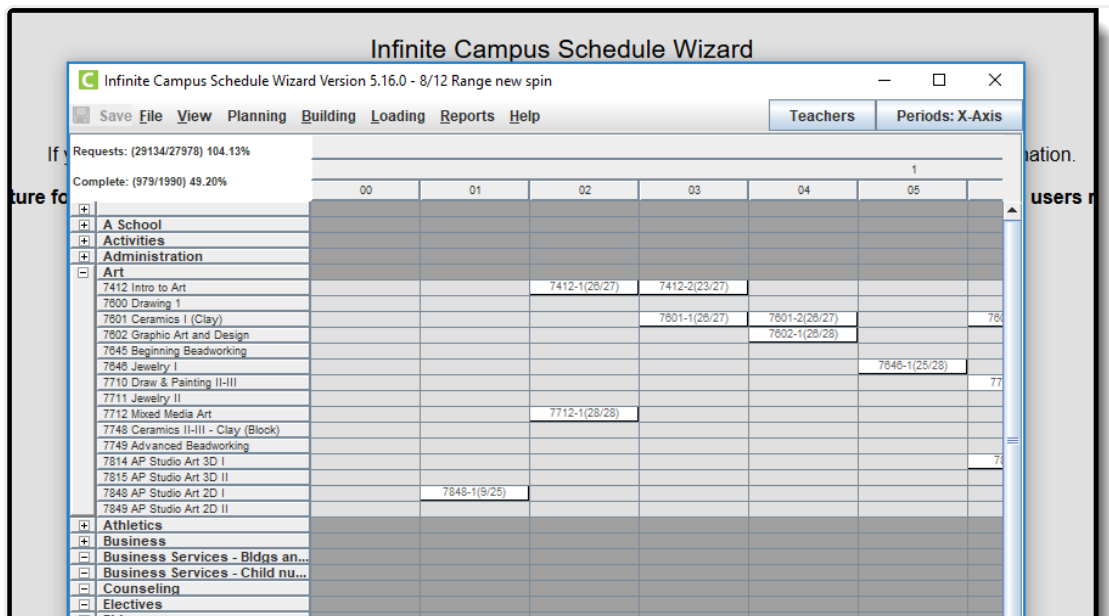 Infinite Campus Schedule Wizard
Infinite Campus Schedule Wizard Version 5.16.0 - 8/12 Range new spin
Save File View Planning Building Loading Reports Help Teachers Periods: X-Axis
If
ation.
Requests: (29134/27978) 104.13%
Complete: (979/1990) 49.20%
ture fo
users
1
00 01 02 03 04 05
A School
Activities
Administration
Art
7412 Intro to Art 7412-1(26/27) 7412-2(23/27)
7600 Drawing 1
7601 Ceramics I (Clay) 7601-1(26/27) 7601-2(26/27) 760
7602 Graphic Art and Design 7602-1(26/28)
7645 Beginning Beadworking
7646 Jewelry I 7646-1(25/28)
7710 Draw & Painting II-III 77
7711 Jewelry II
7712 Mixed Media Art 7712-1(28/28)
7748 Ceramics II-III - Clay (Block)
7749 Advanced Beadworking
7814 AP Studio Art 3D I 78
7815 AP Studio Art 3D II
7848 AP Studio Art 2D I 7848-1(9/25)
7849 AP Studio Art 2D II
Athletics
Business
Business Services - Bldgs an...
Business Services - Child nu...
Counseling
Electives